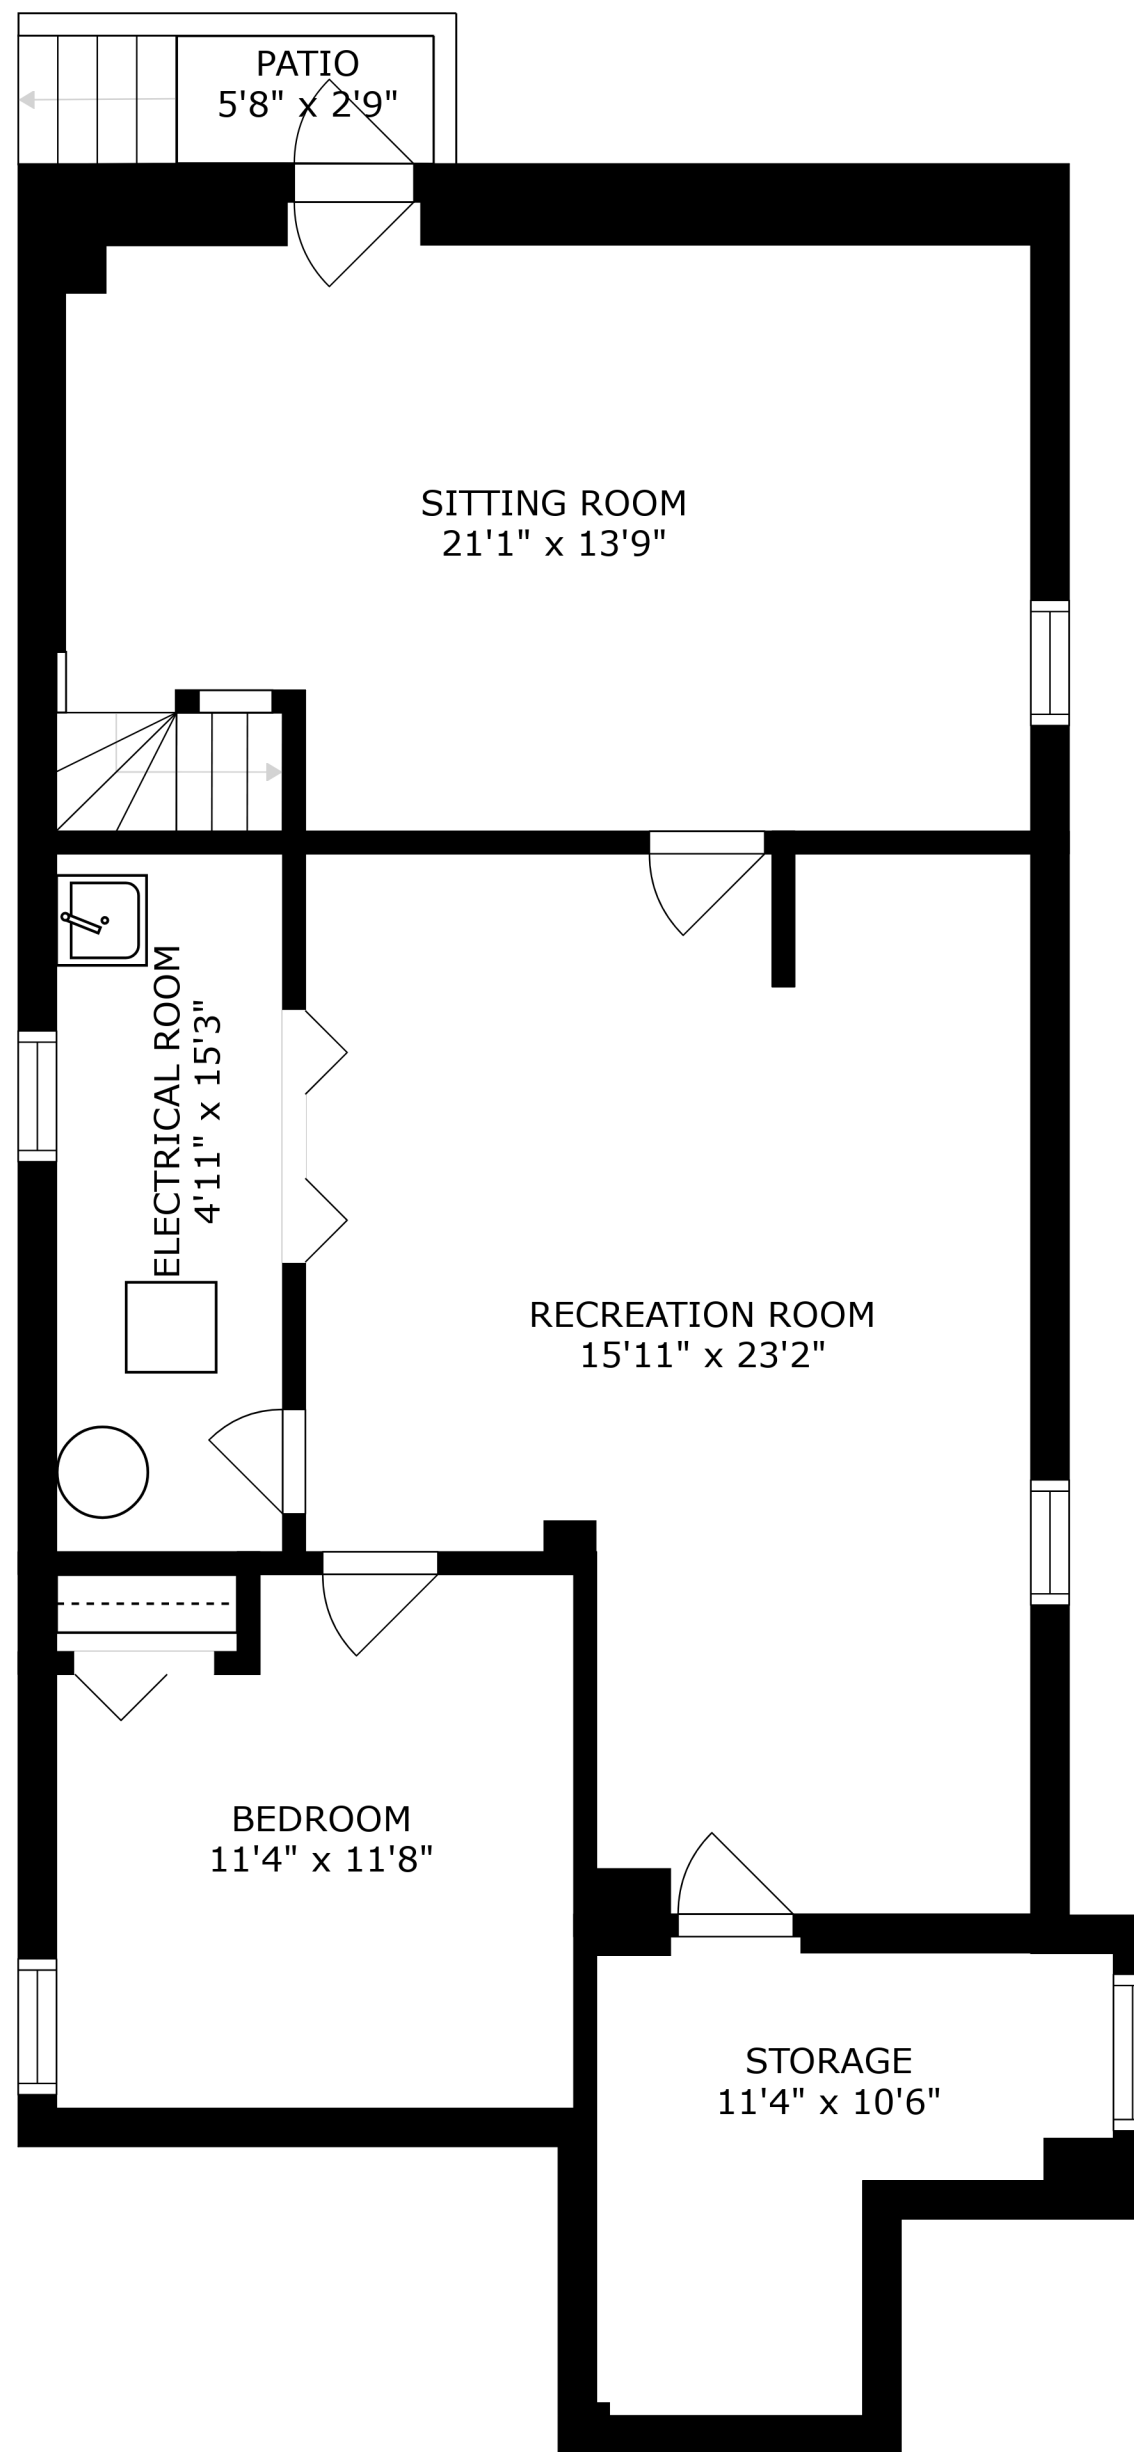 PATIO
5'8" x 2'9"
SITTING ROOM
21'1" x 13'9"
ELECTRICAL ROOM
4'11" x 15'3"
RECREATION ROOM
15'11" x 23'2"
BEDROOM
11'4" x 11'8"
STORAGE
11'4" x 10'6"